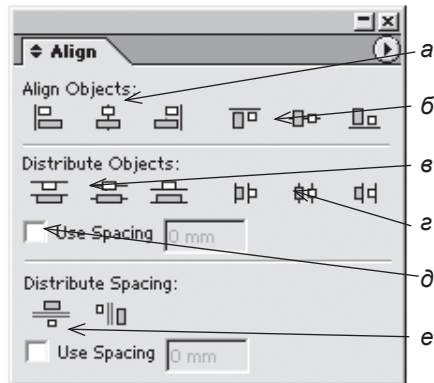 Align
а
Align Objects:
б
Distribute Objects:
в
г
Use Spacing 0 mm
д
Distribute Spacing:
е
Use Spacing 0 mm